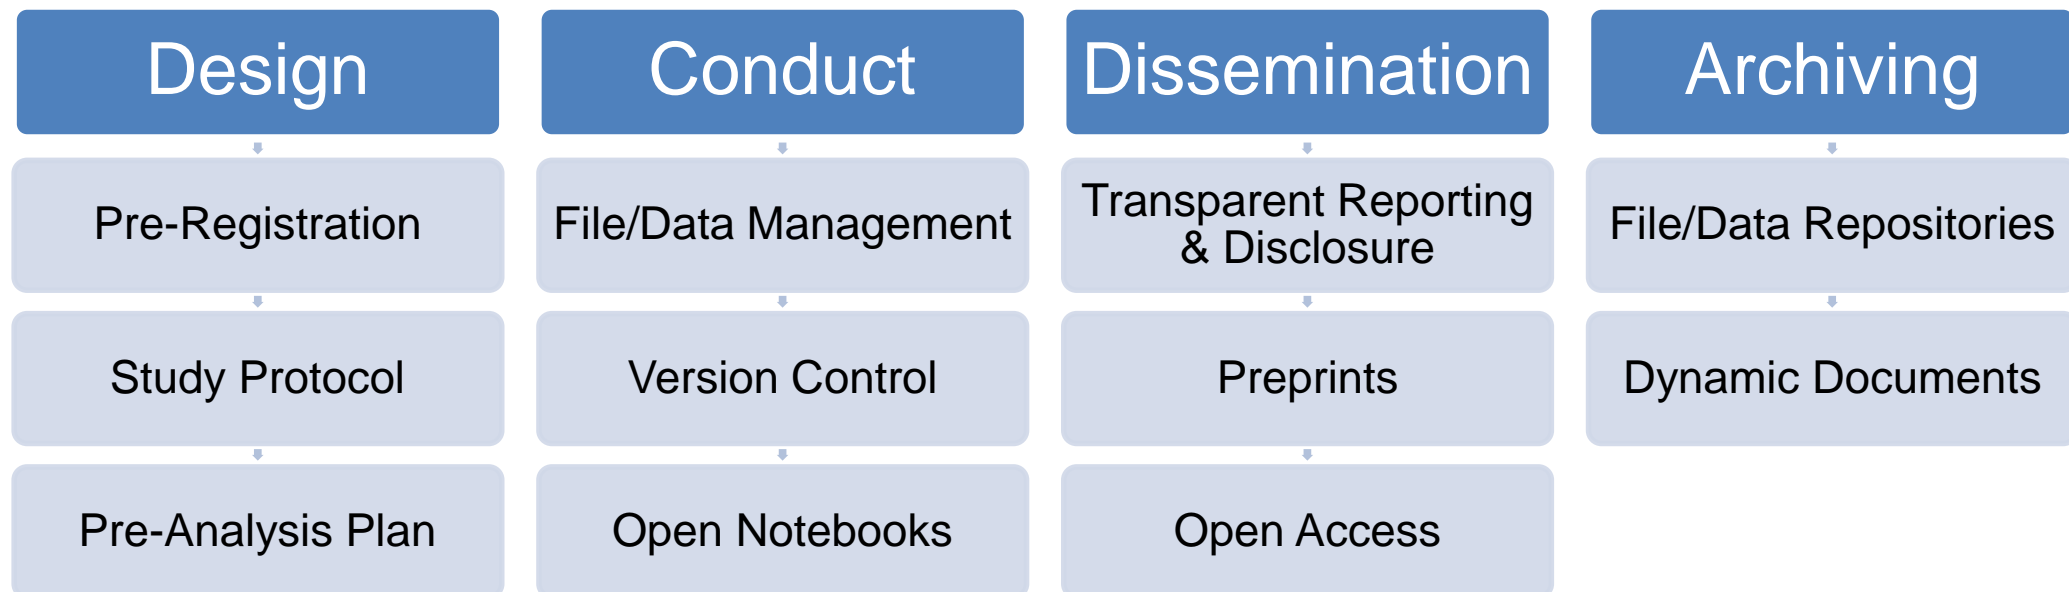 Design
Pre-Registration
Study Protocol
Pre-Analysis Plan
Conduct
File/Data Management
Version Control
Open Notebooks
Dissemination
Transparent Reporting
& Disclosure
Preprints
Open Access
Archiving
File/Data Repositories
Dynamic Documents